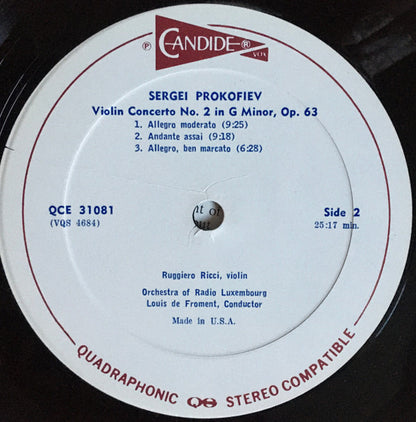 ℗ CANDIDE ®
VOX
SERGEI PROKOFIEV
Violin Concerto No. 2 in G Minor, Op. 63
1. Allegro moderato (9:25)
2. Andante assai (9:18)
3. Allegro, ben marcato (6:28)
QCE 31081
(VQS 4684)
Side 2
25:17 min.
Ruggiero Ricci, violin
Orchestra of Radio Luxembourg
Louis de Froment, Conductor
Made in U.S.A.
QUADRAPHONIC QS STEREO COMPATIBLE